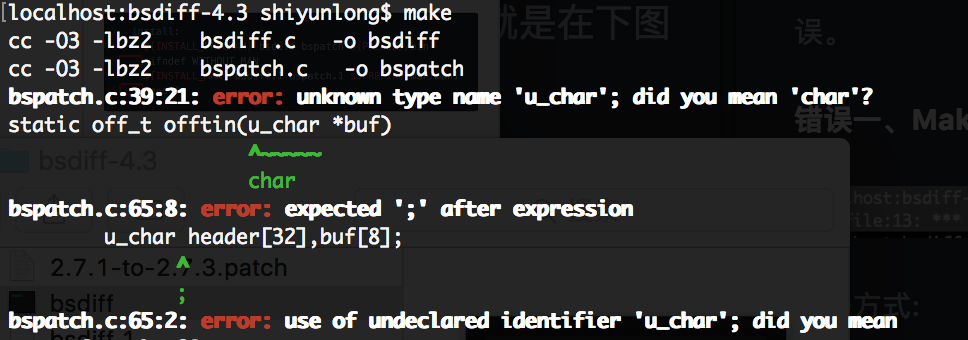 [localhost:bsdiff-4.3 shiyunlong$ make
cc -O3 -lbz2    bsdiff.c   -o bsdiff
cc -O3 -lbz2    bspatch.c   -o bspatch
bspatch.c:39:21: error: unknown type name 'u_char'; did you mean 'char'?
static off_t offtin(u_char *buf)
^~~~~~
char
bspatch.c:65:8: error: expected ';' after expression
u_char header[32],buf[8];
^
;
bspatch.c:65:2: error: use of undeclared identifier 'u_char'; did you mean
就是在下图
误。
错误一、Mak
bsdiff-4.3
host:bsdiff-
file:13: ***
2.7.1-to-2.7.3.patch
bsdiff
方式: